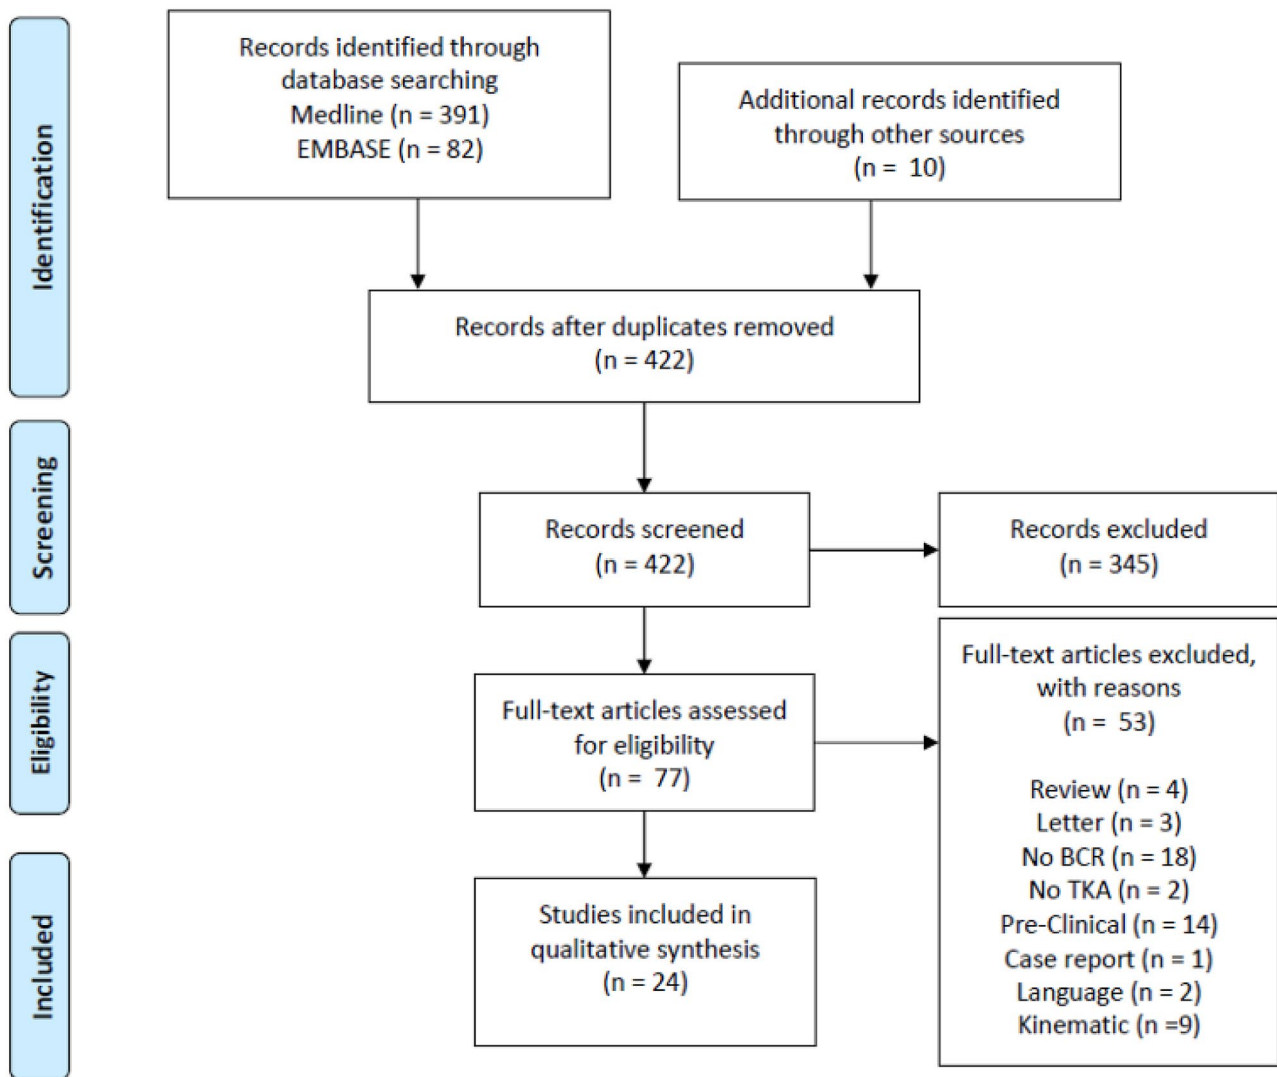 Identification
Records identified through
database searching
Medline (n = 391)
EMBASE (n = 82)
Additional records identified
through other sources
(n = 10)
Records after duplicates removed
(n = 422)
Screening
Records screened
(n = 422)
Records excluded
(n = 345)
Eligibility
Full-text articles assessed
for eligibility
(n = 77)
Full-text articles excluded,
with reasons
(n = 53)
Review (n = 4)
Letter (n = 3)
No BCR (n = 18)
No TKA (n = 2)
Pre-Clinical (n = 14)
Case report (n = 1)
Language (n = 2)
Kinematic (n =9)
Included
Studies included in
qualitative synthesis
(n = 24)